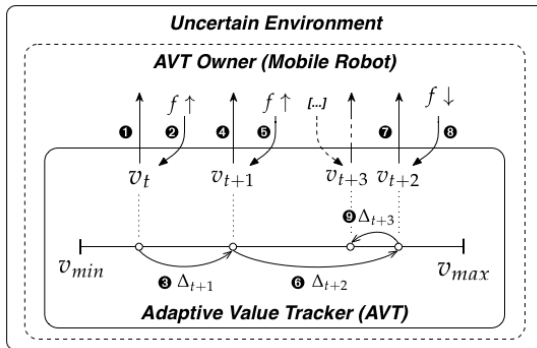 Uncertain Environment
AVT Owner (Mobile Robot)
f ↑ f ↑ [...] f ↓
❶ ❷ ❹ ❺ ❼ ❽
v_t v_{t+1} v_{t+3} v_{t+2}
❾ Δ_{t+3}
v_{min} v_{max}
❸ Δ_{t+1} ❻ Δ_{t+2}
Adaptive Value Tracker (AVT)